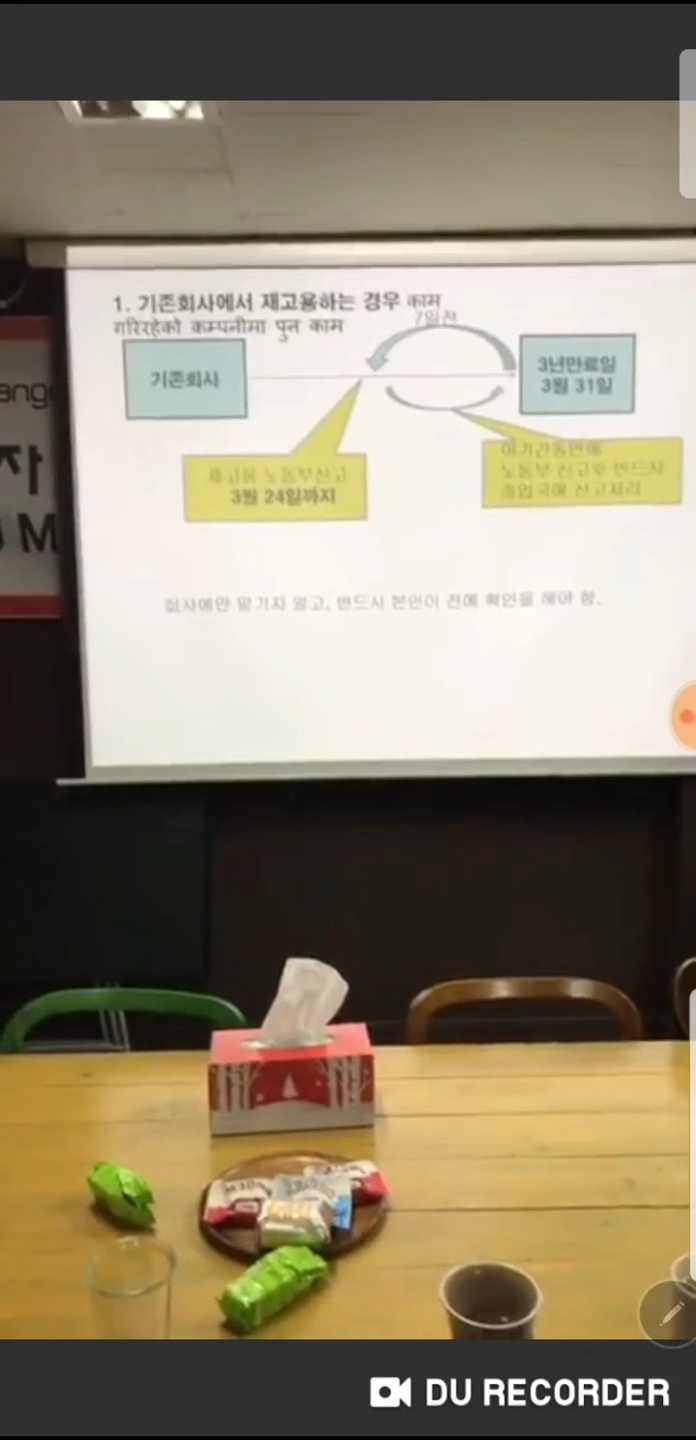 1. 기존회사에서 재고용하는 경우 काम
गरिरहेको कम्पनीमा पुन काम
7일전
기존회사
3년만료일
3월 31일
재고용 노동부신고
3월 24일까지
이기간동안에
노동부 신고후 반드시
출입국에 신고처리
회사에만 맡기지 말고, 반드시 본인이 전에 확인을 해야 함.
ang
자
M
DU RECORDER